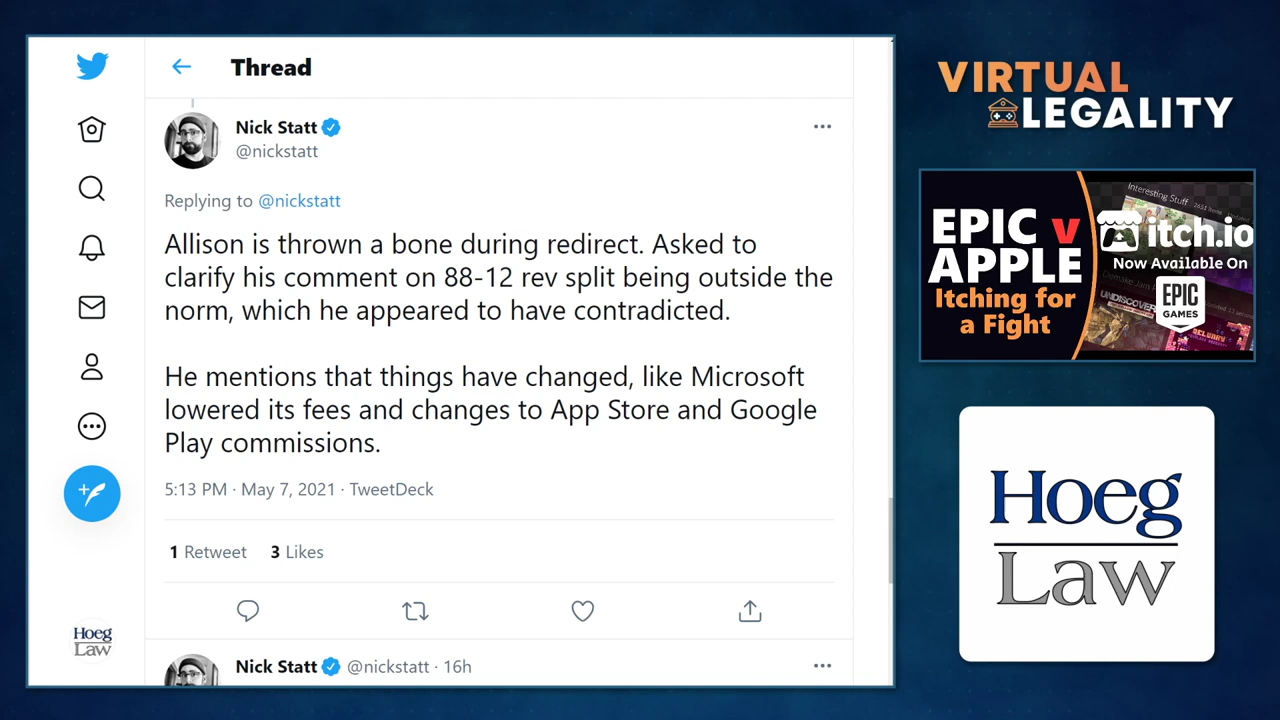 Thread
Nick Statt
@nickstatt
Replying to @nickstatt
Allison is thrown a bone during redirect. Asked to
clarify his comment on 88-12 rev split being outside the
norm, which he appeared to have contradicted.
He mentions that things have changed, like Microsoft
lowered its fees and changes to App Store and Google
Play commissions.
5:13 PM · May 7, 2021 · TweetDeck
1 Retweet 3 Likes
Hoeg
Law
Nick Statt @nickstatt · 16h
VIRTUAL
LEGALITY
EPIC v
APPLE
Itching for
a Fight
Interesting Stuff
itch.io
Now Available On
EPIC
GAMES
Hoeg
Law